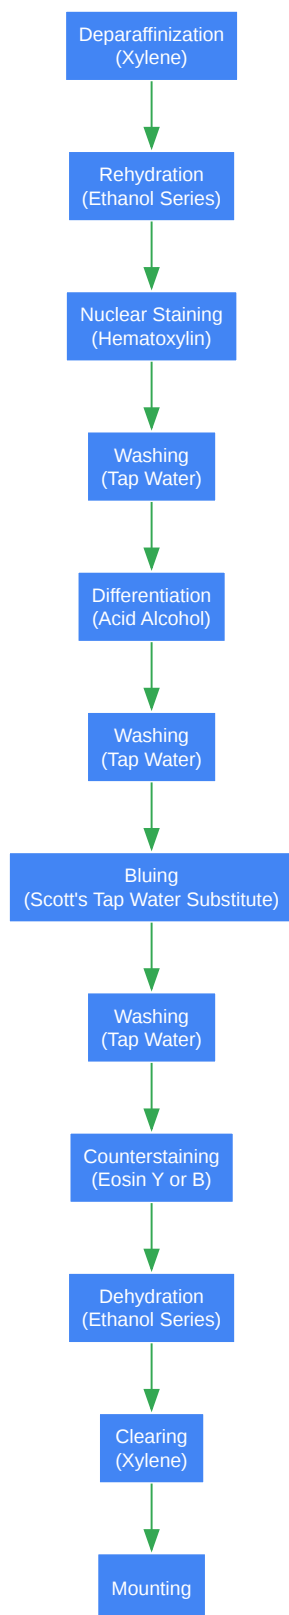 Deparaffinization
(Xylene)
Rehydration
(Ethanol Series)
Nuclear Staining
(Hematoxylin)
Washing
(Tap Water)
Differentiation
(Acid Alcohol)
Washing
(Tap Water)
Bluing
(Scott's Tap Water Substitute)
Washing
(Tap Water)
Counterstaining
(Eosin Y or B)
Dehydration
(Ethanol Series)
Clearing
(Xylene)
Mounting